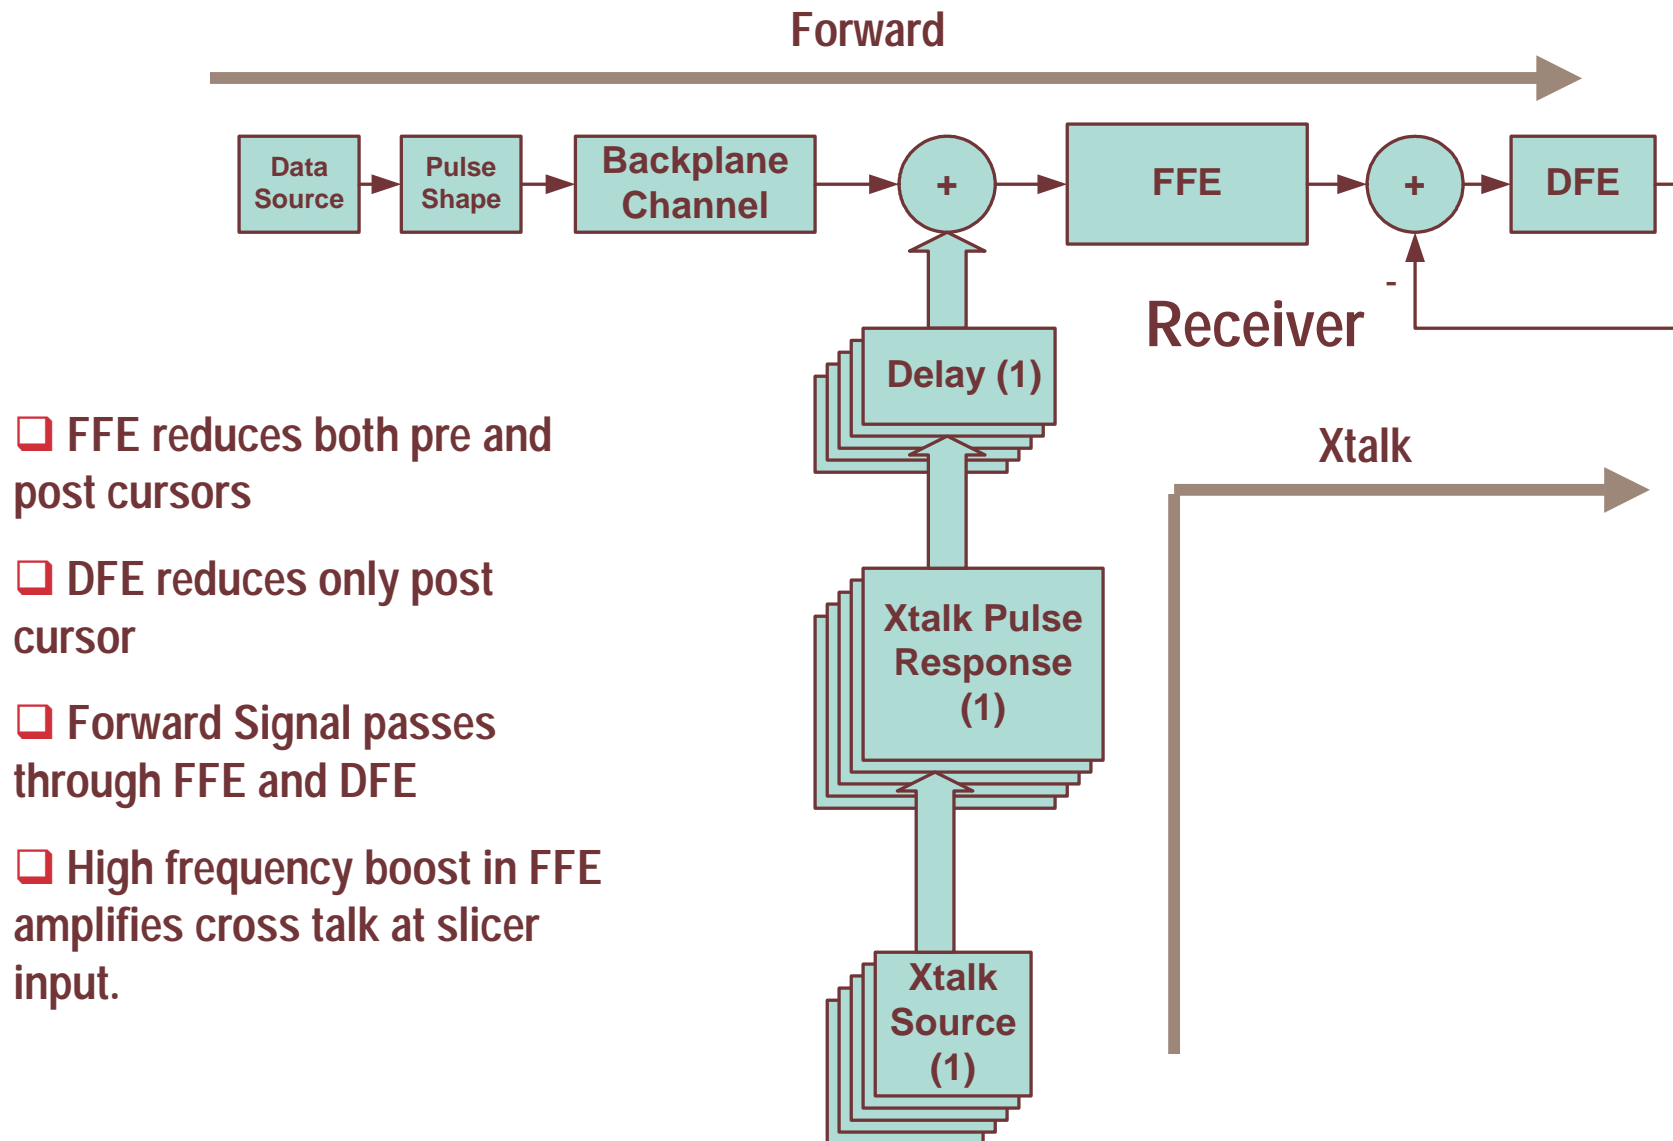 Forward
Data
Source
Pulse
Shape
Backplane
Channel
+
FFE
+
DFE
-
Receiver
Delay (1)
Xtalk
❑ FFE reduces both pre and
post cursors
❑ DFE reduces only post
cursor
❑ Forward Signal passes
through FFE and DFE
❑ High frequency boost in FFE
amplifies cross talk at slicer
input.
Xtalk Pulse
Response
(1)
Xtalk
Source
(1)